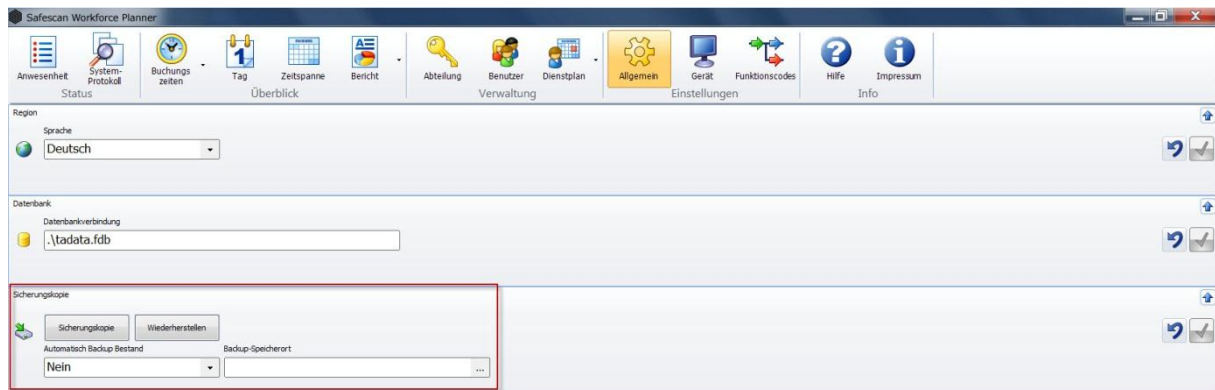 Safescan Workforce Planner
Anwesenheit
System-
Protokoll
Buchungs
zeiten
Tag
Zeitspanne
Bericht
Abteilung
Benutzer
Dienstplan
Allgemein
Gerät
Funktionscodes
Hilfe
Impressum
Status
Überblick
Verwaltung
Einstellungen
Info
Region
Sprache
Deutsch
Datenbank
Datenbankverbindung
.\tadata.fdb
Sicherungskopie
Sicherungskopie
Wiederherstellen
Automatisch Backup Bestand
Backup-Speicherort
Nein
...